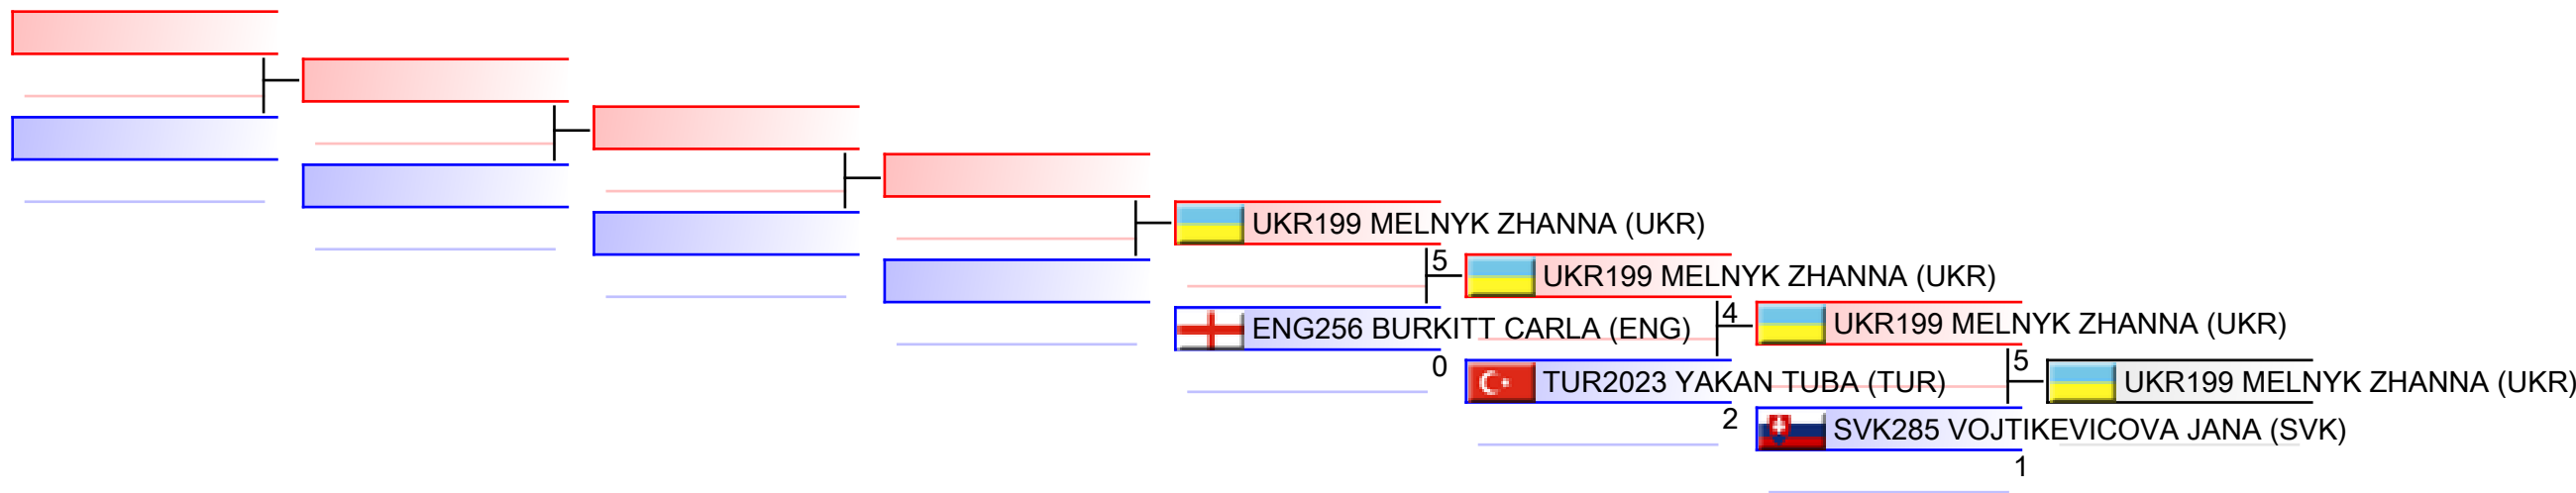 UKR199 MELNYK ZHANNA (UKR)
5
UKR199 MELNYK ZHANNA (UKR)
ENG256 BURKITT CARLA (ENG)
0
4
UKR199 MELNYK ZHANNA (UKR)
TUR2023 YAKAN TUBA (TUR)
2
5
UKR199 MELNYK ZHANNA (UKR)
SVK285 VOJTIKEVICOVA JANA (SVK)
1